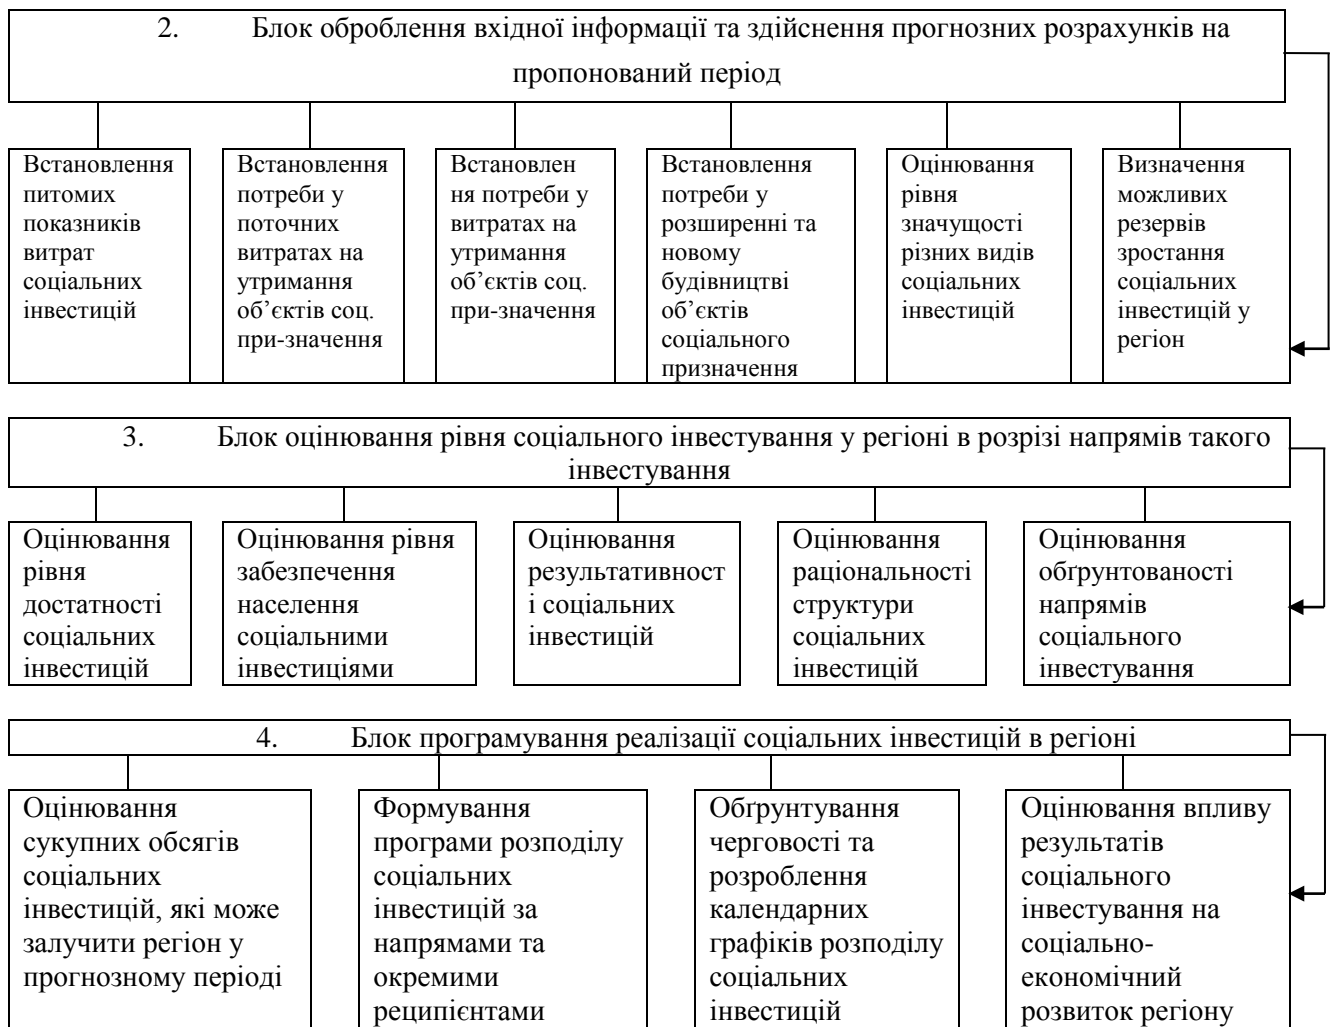 2. Блок оброблення вхідної інформації та здійснення прогнозних розрахунків на
пропонований період
Встановлення
питомих
показників
витрат
соціальних
інвестицій
Встановлення
потреби у
поточних
витратах на
утримання
об’єктів соц.
при-значення
Встановлен
ня потреби у
витратах на
утримання
об’єктів соц.
при-значення
Встановлення
потреби у
розширенні та
новому
будівництві
об’єктів
соціального
призначення
Оцінювання
рівня
значущості
різних видів
соціальних
інвестицій
Визначення
можливих
резервів
зростання
соціальних
інвестицій у
регіон
3. Блок оцінювання рівня соціального інвестування у регіоні в розрізі напрямів такого
інвестування
Оцінювання
рівня
достатності
соціальних
інвестицій
Оцінювання рівня
забезпечення
населення
соціальними
інвестиціями
Оцінювання
результативност
і соціальних
інвестицій
Оцінювання
раціональності
структури
соціальних
інвестицій
Оцінювання
обґрунтованості
напрямів
соціального
інвестування
4. Блок програмування реалізації соціальних інвестицій в регіоні
Оцінювання
сукупних обсягів
соціальних
інвестицій, які може
залучити регіон у
прогнозному періоді
Формування
програми розподілу
соціальних
інвестицій за
напрямами та
окремими
реципієнтами
Обґрунтування
черговості та
розроблення
календарних
графіків розподілу
соціальних
інвестицій
Оцінювання впливу
результатів
соціального
інвестування на
соціально-
економічний
розвиток регіону